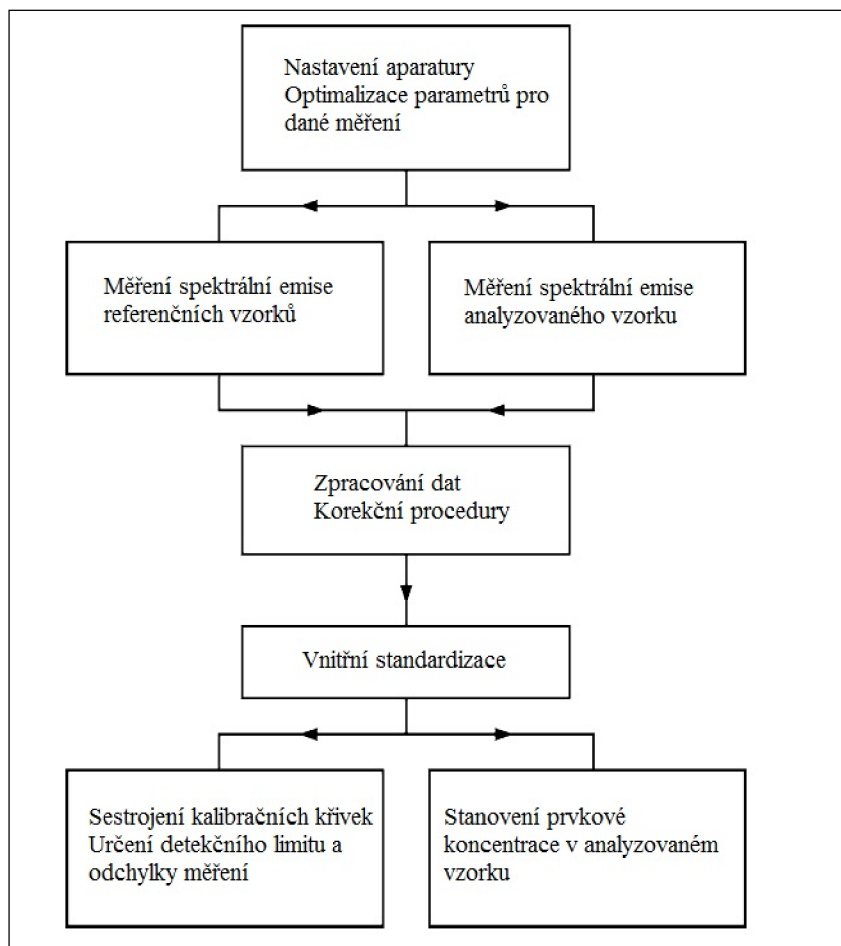 Nastavení aparatury
Optimalizace parametrů pro
dané měření
Měření spektrální emise
referenčních vzorků
Měření spektrální emise
analyzovaného vzorku
Zpracování dat
Korekční procedury
Vnitřní standardizace
Sestrojení kalibračních křivek
Určení detekčního limitu a
odchylky měření
Stanovení prvkové
koncentrace v analyzovaném
vzorku